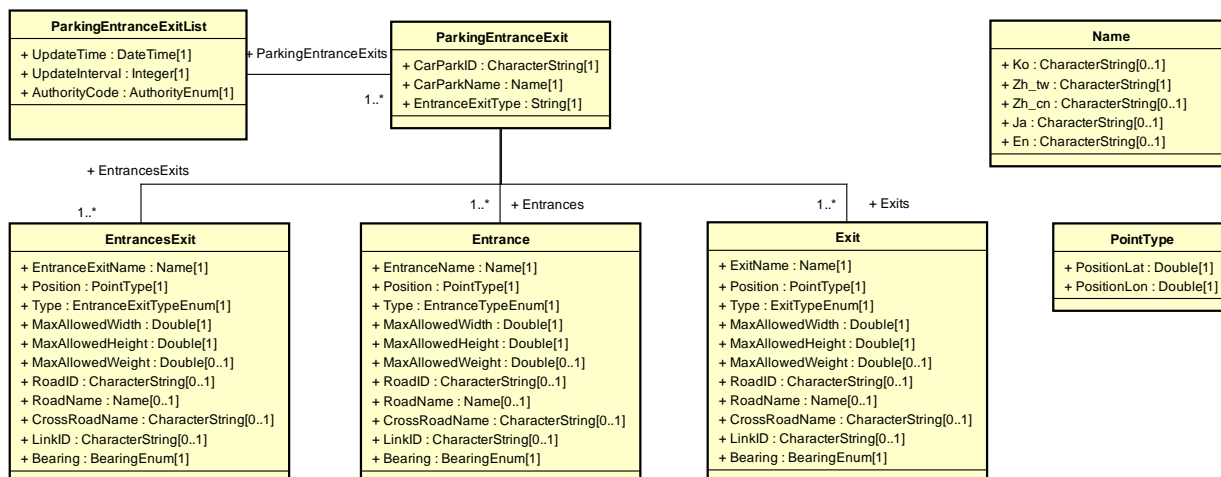 ParkingEntranceExitList
+ UpdateTime : DateTime[1]
+ UpdateInterval : Integer[1]
+ AuthorityCode : AuthorityEnum[1]
+ ParkingEntranceExits
1..*
ParkingEntranceExit
+ CarParkID : CharacterString[1]
+ CarParkName : Name[1]
+ EntranceExitType : String[1]
Name
+ Ko : CharacterString[0..1]
+ Zh_tw : CharacterString[1]
+ Zh_cn : CharacterString[0..1]
+ Ja : CharacterString[0..1]
+ En : CharacterString[0..1]
+ EntrancesExits
1..*
1..*
+ Entrances
1..*
+ Exits
EntrancesExit
+ EntranceExitName : Name[1]
+ Position : PointType[1]
+ Type : EntranceExitTypeEnum[1]
+ MaxAllowedWidth : Double[1]
+ MaxAllowedHeight : Double[1]
+ MaxAllowedWeight : Double[0..1]
+ RoadID : CharacterString[0..1]
+ RoadName : Name[0..1]
+ CrossRoadName : CharacterString[0..1]
+ LinkID : CharacterString[0..1]
+ Bearing : BearingEnum[1]
Entrance
+ EntranceName : Name[1]
+ Position : PointType[1]
+ Type : EntranceTypeEnum[1]
+ MaxAllowedWidth : Double[1]
+ MaxAllowedHeight : Double[1]
+ MaxAllowedWeight : Double[0..1]
+ RoadID : CharacterString[0..1]
+ RoadName : Name[0..1]
+ CrossRoadName : CharacterString[0..1]
+ LinkID : CharacterString[0..1]
+ Bearing : BearingEnum[1]
Exit
+ ExitName : Name[1]
+ Position : PointType[1]
+ Type : ExitTypeEnum[1]
+ MaxAllowedWidth : Double[1]
+ MaxAllowedHeight : Double[1]
+ MaxAllowedWeight : Double[0..1]
+ RoadID : CharacterString[0..1]
+ RoadName : Name[0..1]
+ CrossRoadName : CharacterString[0..1]
+ LinkID : CharacterString[0..1]
+ Bearing : BearingEnum[1]
PointType
+ PositionLat : Double[1]
+ PositionLon : Double[1]